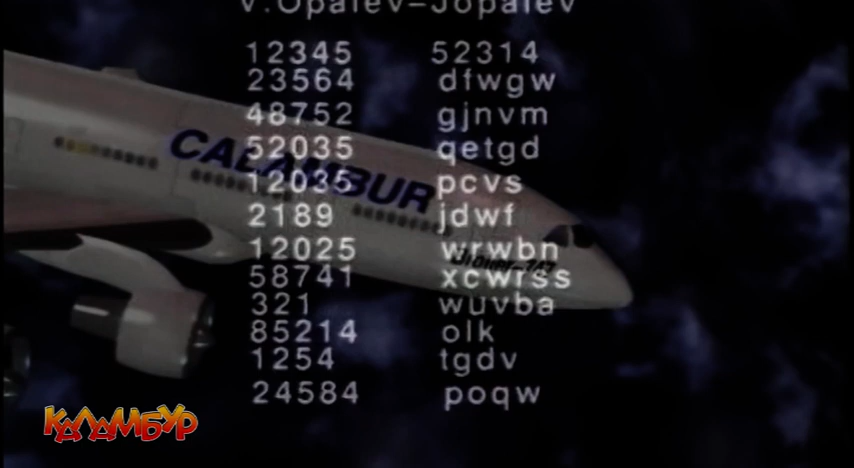 V.Opalev-Jopalev
12345 52314
23564 dfwgw
48752 gjnvm
52035 qetgd
12035 pcvs
2189 jdwf
12025 wrwbn
58741 xcwrss
321 wuvba
85214 olk
1254 tgdv
24584 poqw
CALAMBUR
КАЛАМБУР